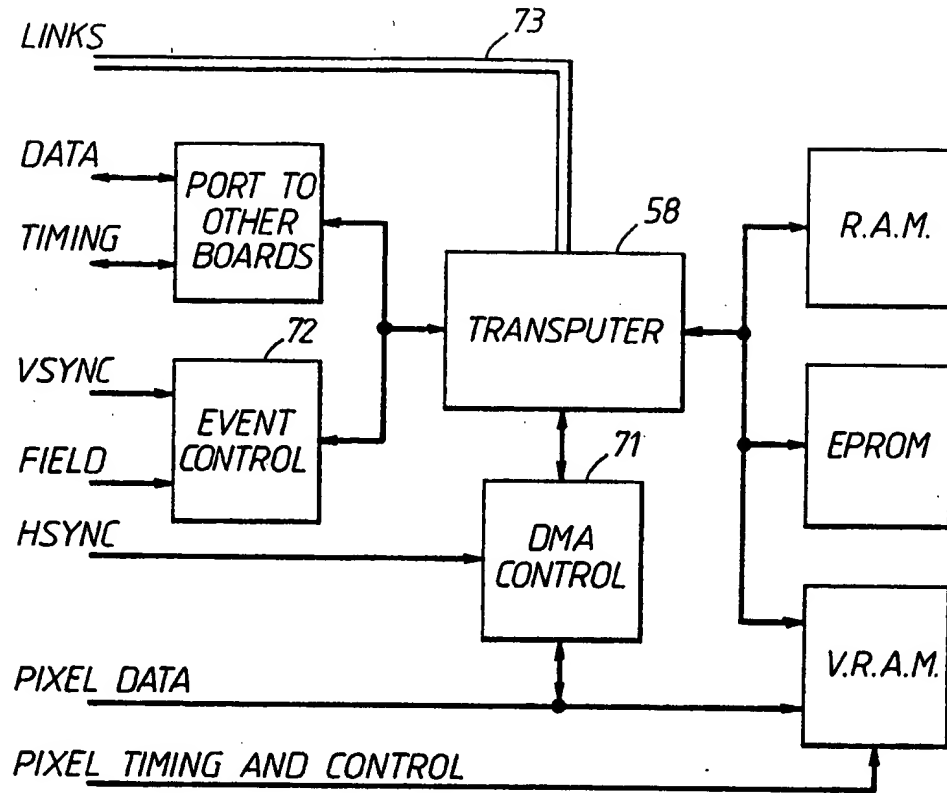 LINKS
73
DATA
PORT TO
OTHER
BOARDS
TIMING
58
TRANSPUTER
R.A.M.
72
VSYNC
EVENT
CONTROL
FIELD
71
EPROM
HSYNC
DMA
CONTROL
V.R.A.M.
PIXEL DATA
PIXEL TIMING AND CONTROL